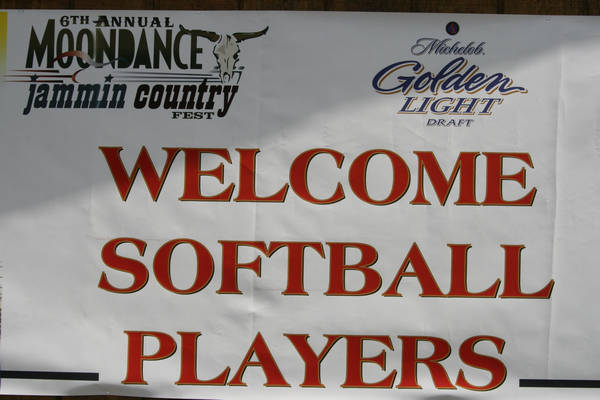 6TH ANNUAL
MOONDANCE
jammin country
FEST
Michelob.
Golden
LIGHT
DRAFT
WELCOME
SOFTBALL
PLAYERS